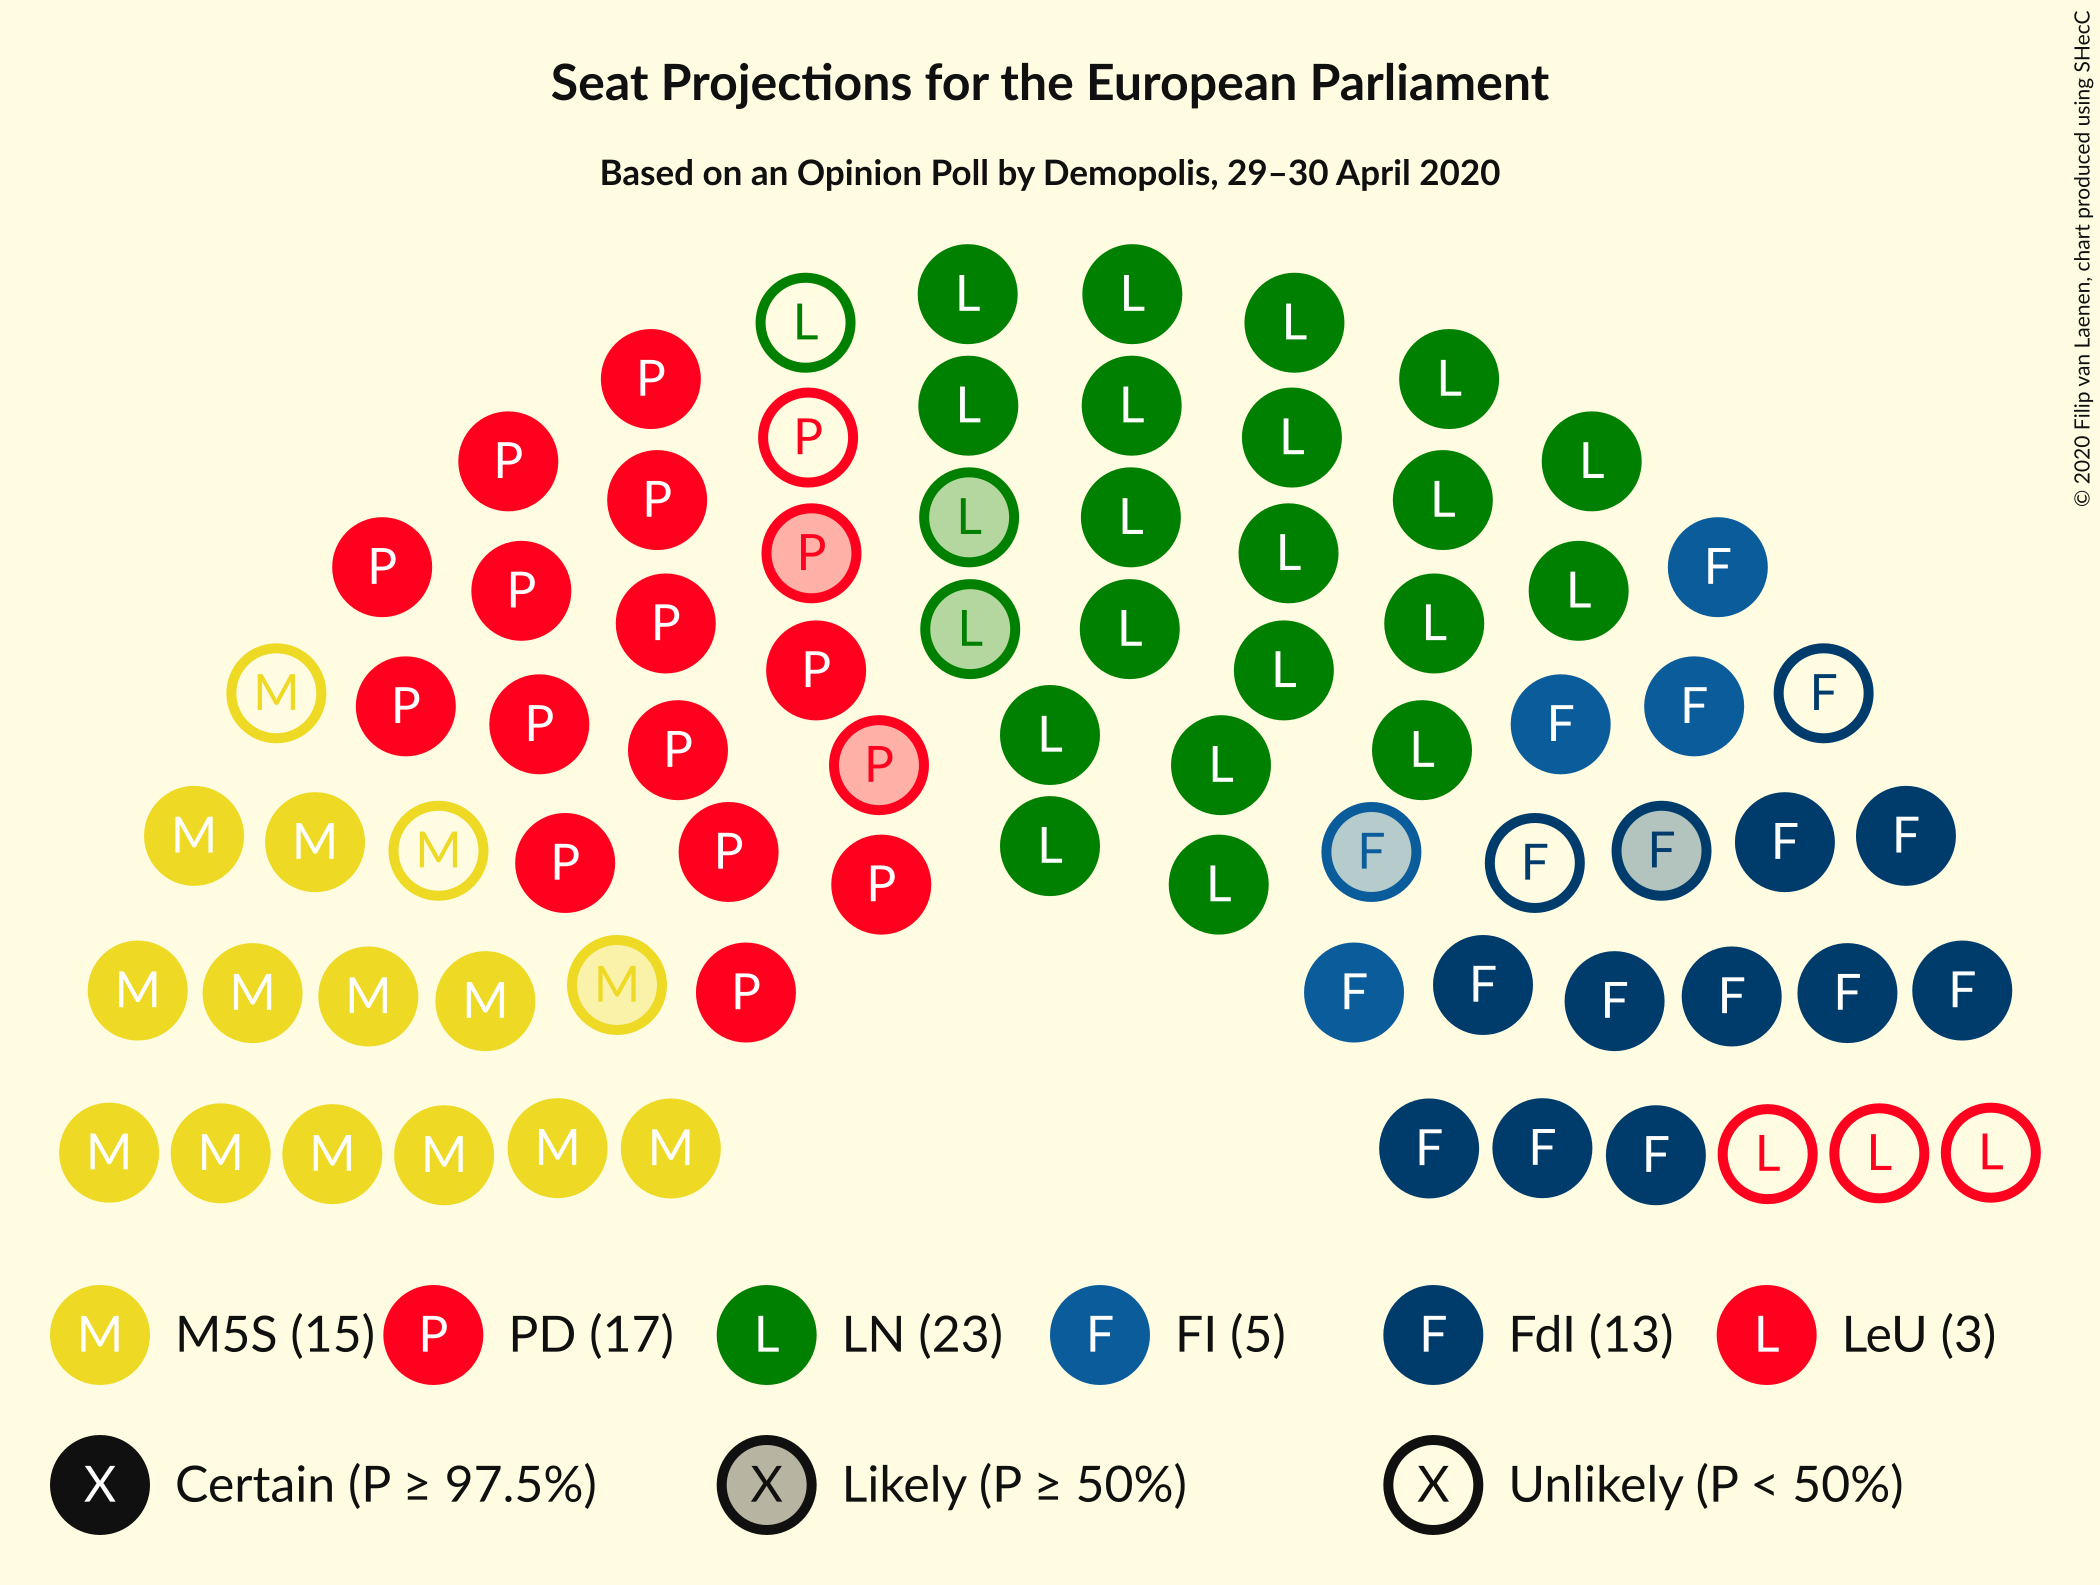 Seat Projections for the European Parliament
Based on an Opinion Poll by Demopolis, 29–30 April 2020
© 2020 Filip van Laenen, chart produced using SHecC
L L L L
P L P
L L L L
P P L L
P L L P L L P F
P L L P
P L L L F
M P P F F F
P L P L L
M M M P P L F F F F F
P L
M M M M M P F F F F F F
M M M M M M F F F L L L
M M5S (15) P PD (17) L LN (23) F FI (5) F FdI (13) L LeU (3)
X Certain (P ≥ 97.5%) X Likely (P ≥ 50%) X Unlikely (P < 50%)